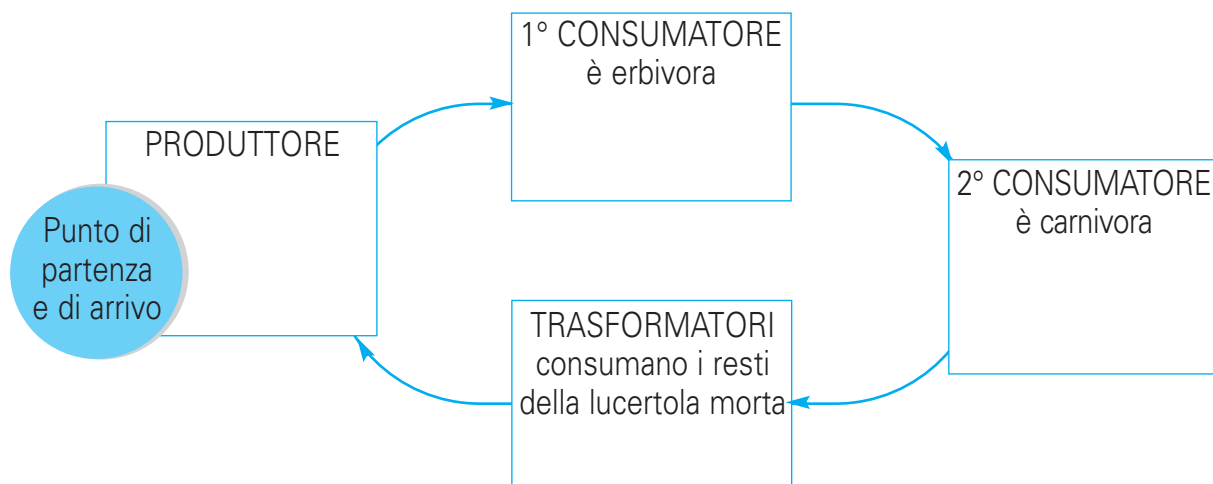 1° CONSUMATORE
è erbivora
PRODUTTORE
2° CONSUMATORE
è carnivora
Punto di
partenza
e di arrivo
TRASFORMATORI
consumano i resti
della lucertola morta